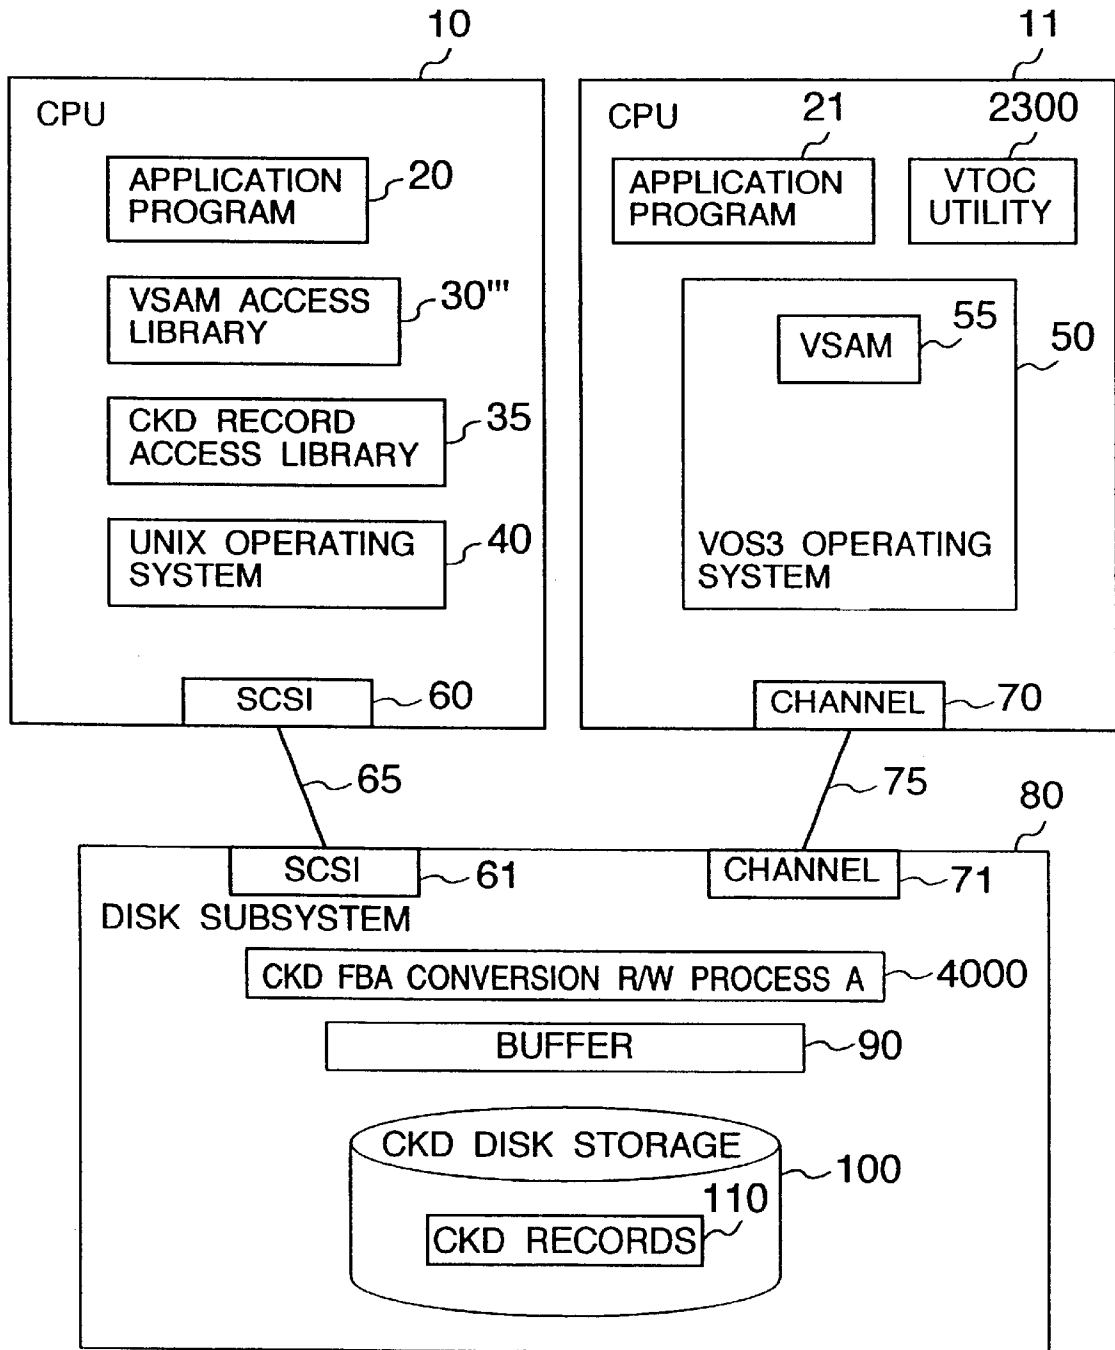 10
11
CPU
CPU
21
2300
APPLICATION
PROGRAM
20
APPLICATION
PROGRAM
VTOC
UTILITY
VSAM ACCESS
LIBRARY
30'''
VSAM
55
50
CKD RECORD
ACCESS LIBRARY
35
UNIX OPERATING
SYSTEM
40
VOS3 OPERATING
SYSTEM
SCSI
60
CHANNEL
70
65
75
80
SCSI
61
CHANNEL
71
DISK SUBSYSTEM
CKD FBA CONVERSION R/W PROCESS A
4000
BUFFER
90
CKD DISK STORAGE
100
110
CKD RECORDS